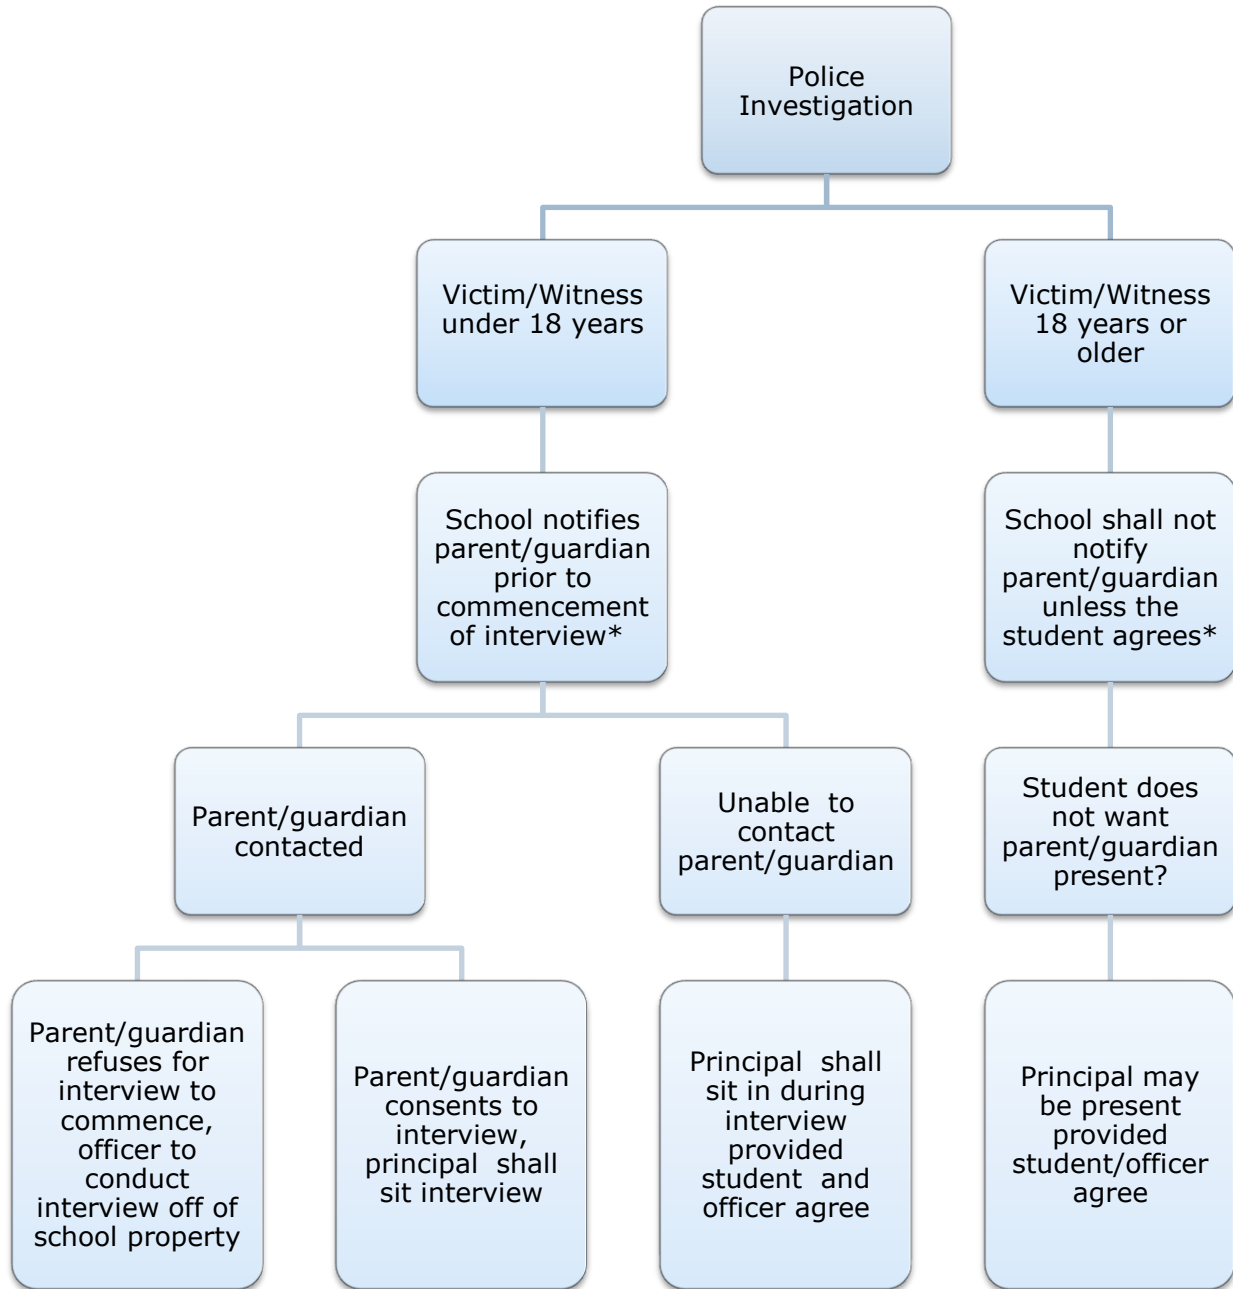 Police
Investigation
Victim/Witness
under 18 years
Victim/Witness
18 years or
older
School notifies
parent/guardian
prior to
commencement
of interview*
School shall not
notify
parent/guardian
unless the
student agrees*
Parent/guardian
contacted
Unable to
contact
parent/guardian
Student does
not want
parent/guardian
present?
Parent/guardian
refuses for
interview to
commence,
officer to
conduct
interview off of
school property
Parent/guardian
consents to
interview,
principal shall
sit interview
Principal shall
sit in during
interview
provided
student and
officer agree
Principal may
be present
provided
student/officer
agree